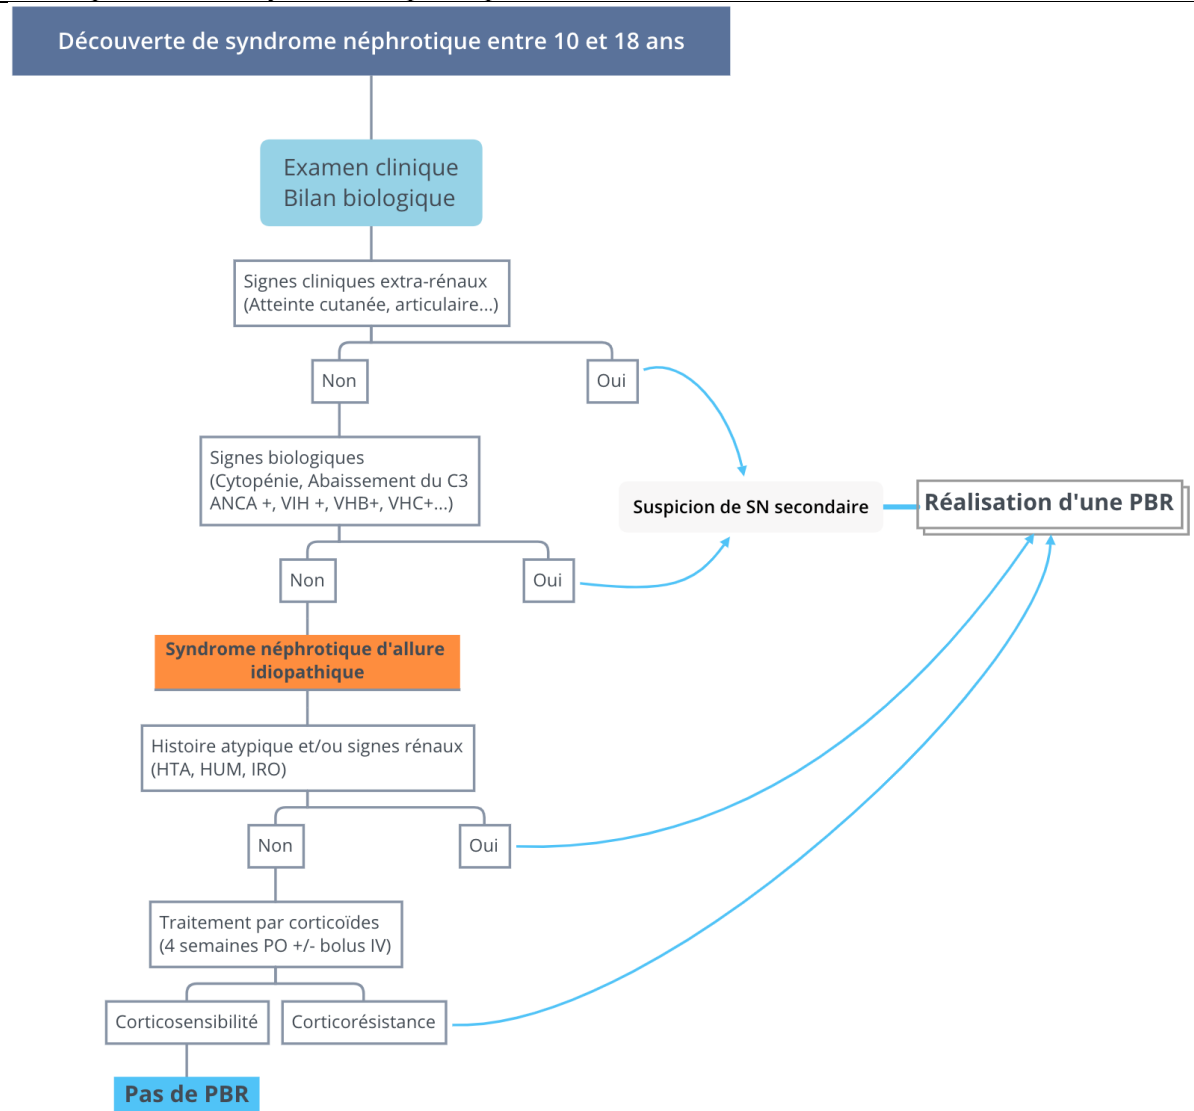 Découverte de syndrome néphrotique entre 10 et 18 ans
Examen clinique
Bilan biologique
Signes cliniques extra-rénaux
(Atteinte cutanée, articulaire...)
Non
Oui
Signes biologiques
(Cytopénie, Abaissement du C3
ANCA +, VIH +, VHB+, VHC+...)
Suspicion de SN secondaire
Réalisation d'une PBR
Non
Oui
Syndrome néphrotique d'allure
idiopathique
Histoire atypique et/ou signes rénaux
(HTA, HUM, IRO)
Non
Oui
Traitement par corticoïdes
(4 semaines PO +/- bolus IV)
Corticosensibilité
Corticorésistance
Pas de PBR